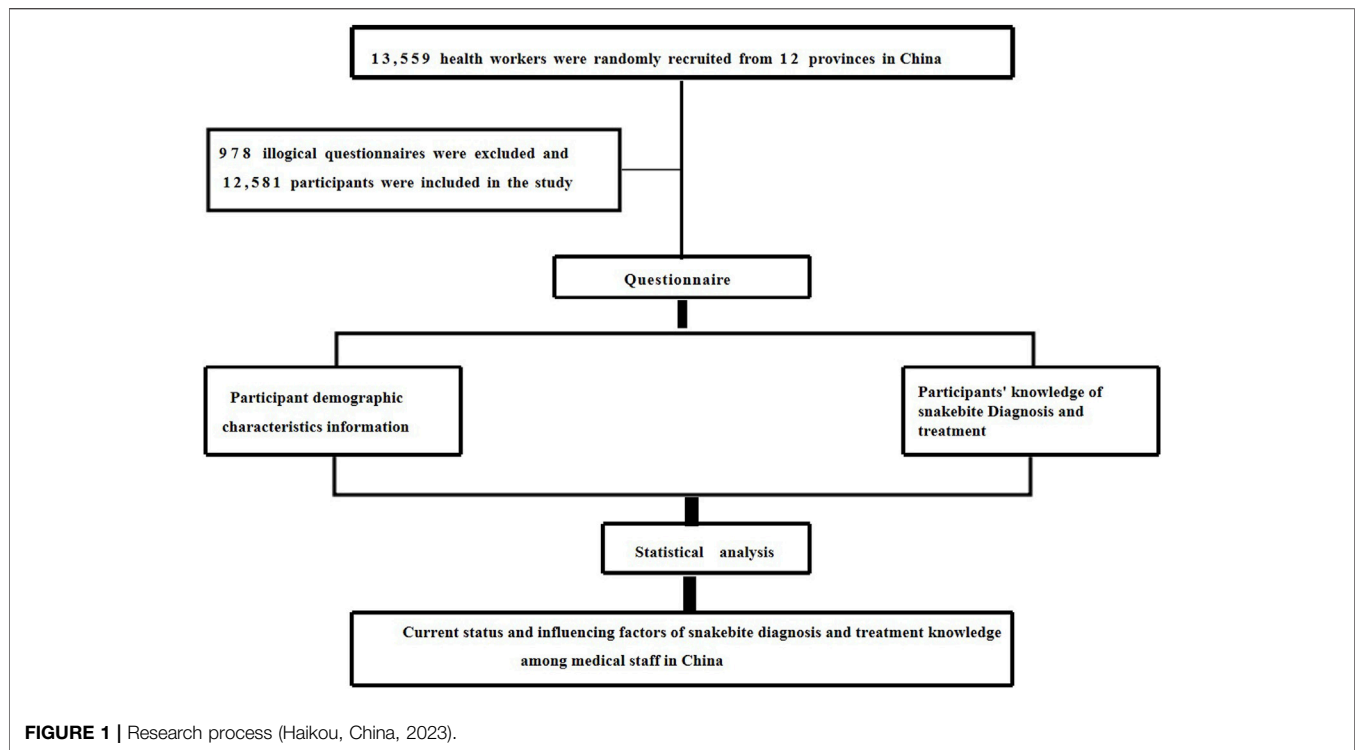 13,559 health workers were randomly recruited from 12 provinces in China
978 illogical questionnaires were excluded and
12,581 participants were included in the study
Questionnaire
Participant demographic
characteristics information
Participants' knowledge of
snakebite Diagnosis and
treatment
Statistical analysis
Current status and influencing factors of snakebite diagnosis and treatment knowledge
among medical staff in China
FIGURE 1 | Research process (Haikou, China, 2023).